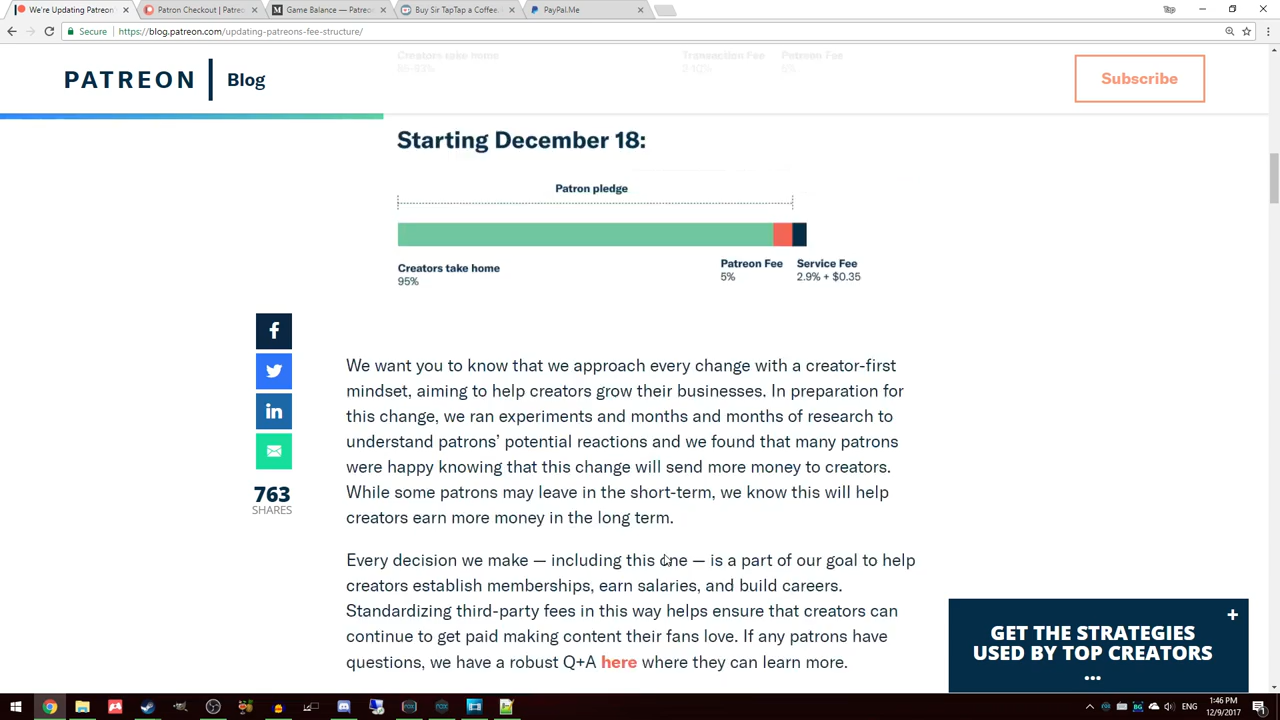 We're Updating Patreon
Patron Checkout | Patreo
Game Balance — Patreo
Buy Sir TapTap a Coffee.
PayPal.Me
Tap
Secure
https://blog.patreon.com/updating-patreons-fee-structure/
Creators take home
Transaction Fee
Patreon Fee
PATREON
Blog
Subscribe
Starting December 18:
Patron pledge
Creators take home
95%
Patreon Fee
5%
Service Fee
2.9% + $0.35
We want you to know that we approach every change with a creator-first
mindset, aiming to help creators grow their businesses. In preparation for
this change, we ran experiments and months and months of research to
understand patrons' potential reactions and we found that many patrons
were happy knowing that this change will send more money to creators.
While some patrons may leave in the short-term, we know this will help
creators earn more money in the long term.
763
SHARES
Every decision we make — including this one — is a part of our goal to help
creators establish memberships, earn salaries, and build careers.
Standardizing third-party fees in this way helps ensure that creators can
continue to get paid making content their fans love. If any patrons have
questions, we have a robust Q+A here where they can learn more.
GET THE STRATEGIES
USED BY TOP CREATORS
ENG
1:46 PM
12/9/2017